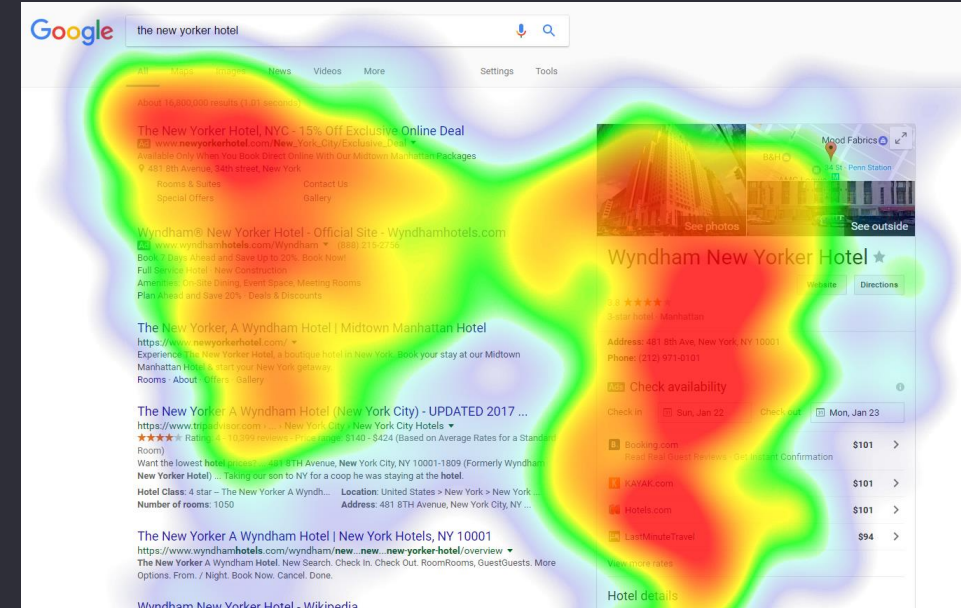 Google
the new yorker hotel
All Maps Images News Videos More Settings Tools
About 16,800,000 results (1.01 seconds)
The New Yorker Hotel, NYC - 15% Off Exclusive Online Deal
Ad www.newyorkerhotel.com/New_York_City/Exclusive_Deal
Available Only When You Book Direct Online With Our Midtown Manhattan Packages
481 8th Avenue, 34th street, New York
Rooms & Suites Contact Us
Special Offers Gallery
Wyndham® New Yorker Hotel - Official Site - Wyndhamhotels.com
Ad www.wyndhamhotels.com/Wyndham (888) 215-2756
Book 7 Days Ahead and Save Up to 20%. Book Now!
Full Service Hotel · New Construction
Amenities: On-Site Dining, Event Space, Meeting Rooms
Plan Ahead and Save 20% · Deals & Discounts
The New Yorker, A Wyndham Hotel | Midtown Manhattan Hotel
https://www.newyorkerhotel.com/
Experience The New Yorker Hotel, a boutique hotel in New York. Book your stay at our Midtown
Manhattan Hotel & start your New York getaway.
Rooms · About · Offers · Gallery
The New Yorker A Wyndham Hotel (New York City) - UPDATED 2017 ...
https://www.tripadvisor.com › ... › New York City › New York City Hotels
Rating: 4 - 10,399 reviews - Price range: $140 - $424 (Based on Average Rates for a Standard
Room)
Want the lowest hotel prices? ... 481 8TH Avenue, New York City, NY 10001-1809 (Formerly Wyndham
New Yorker Hotel) ... Taking our son to NY for a coop he was staying at the hotel.
Hotel Class: 4 star – The New Yorker A Wyndh... Location: United States > New York > New York ...
Number of rooms: 1050 Address: 481 8TH Avenue, New York City, NY ...
The New Yorker A Wyndham Hotel | New York Hotels, NY 10001
https://www.wyndhamhotels.com/wyndham/new...new...new-yorker-hotel/overview
The New Yorker A Wyndham Hotel. New Search. Check In. Check Out. RoomRooms, GuestGuests. More
Options. From. / Night. Book Now. Cancel. Done.
Wyndham New Yorker Hotel - Wikipedia
Mood Fabrics
B&H
34 St - Penn Station
See photos
See outside
Wyndham New Yorker Hotel
Website Directions
3.8
3-star hotel · Manhattan
Address: 481 8th Ave, New York, NY 10001
Phone: (212) 971-0101
Ads Check availability
Check in Sun, Jan 22 Check out Mon, Jan 23
Booking.com $101
Read Real Guest Reviews - Get Instant Confirmation
KAYAK.com $101
Hotels.com $101
LastMinuteTravel $94
View more rates
Hotel details